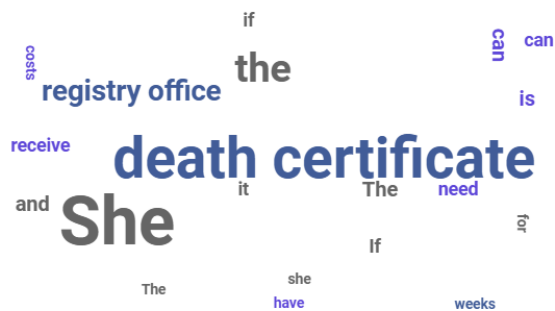 if
can
can
costs
the
registry office
is
receive
death certificate
it
The
need
and
She
for
If
she
The
have
weeks